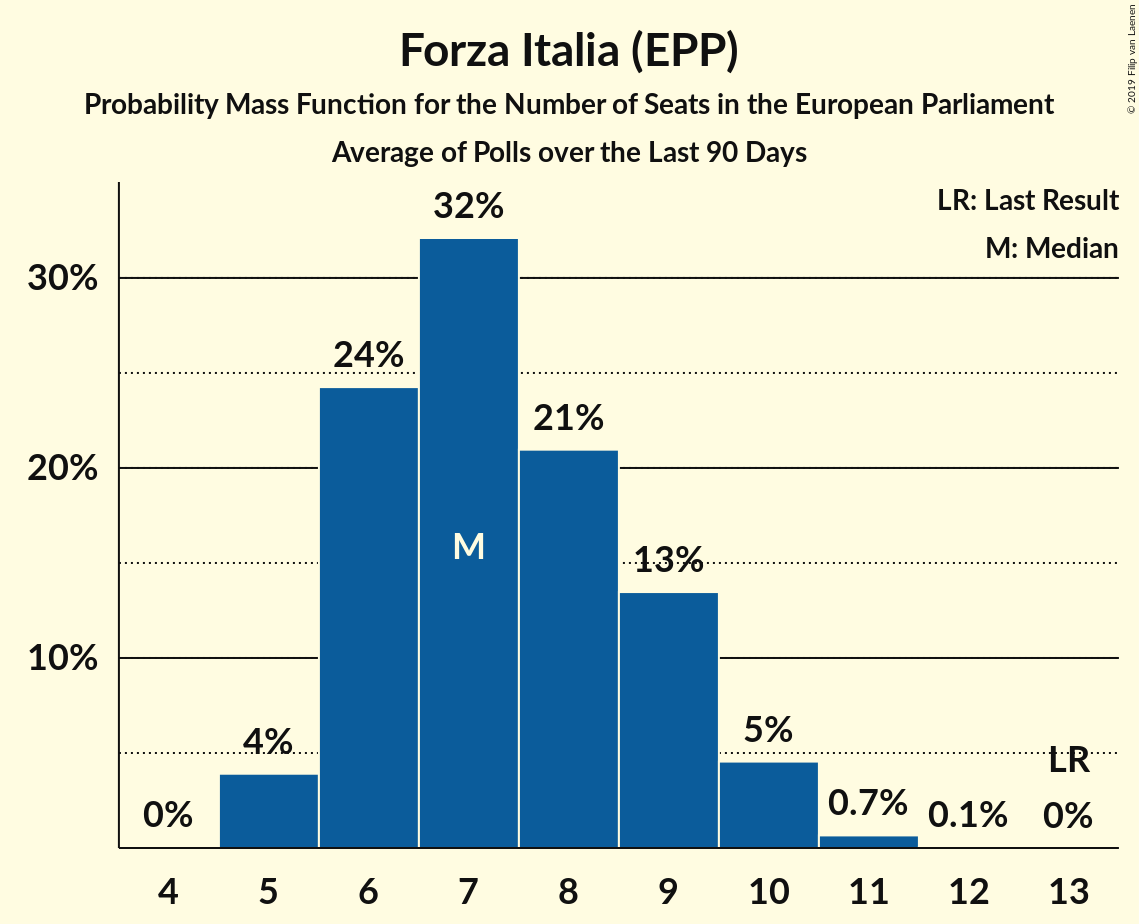 Forza Italia (EPP)
Probability Mass Function for the Number of Seats in the European Parliament
Average of Polls over the Last 90 Days
© 2019 Filip van Laenen
LR: Last Result
M: Median
32%
30%
24%
21%
20%
M
13%
10%
5%
4%
LR
0%
0.7%
0.1%
0%
4 5 6 7 8 9 10 11 12 13